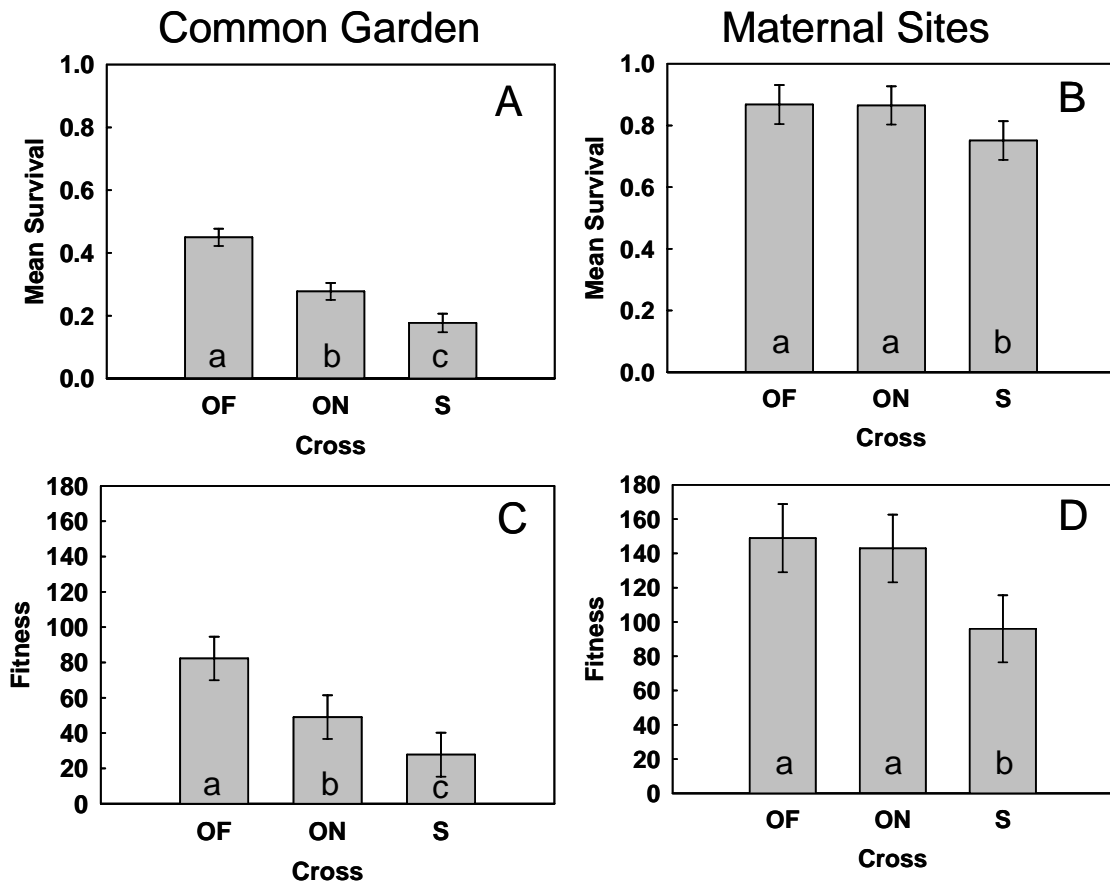 Common Garden
Maternal Sites
A
1.0
0.8
0.6
0.4
0.2
0.0
Mean Survival
a
b
c
OF ON S
Cross
B
1.0
0.8
0.6
0.4
0.2
0.0
Mean Survival
a
a
b
OF ON S
Cross
C
180
160
140
120
100
80
60
40
20
0
Fitness
a
b
c
OF ON S
Cross
D
180
160
140
120
100
80
60
40
20
0
Fitness
a
a
b
OF ON S
Cross